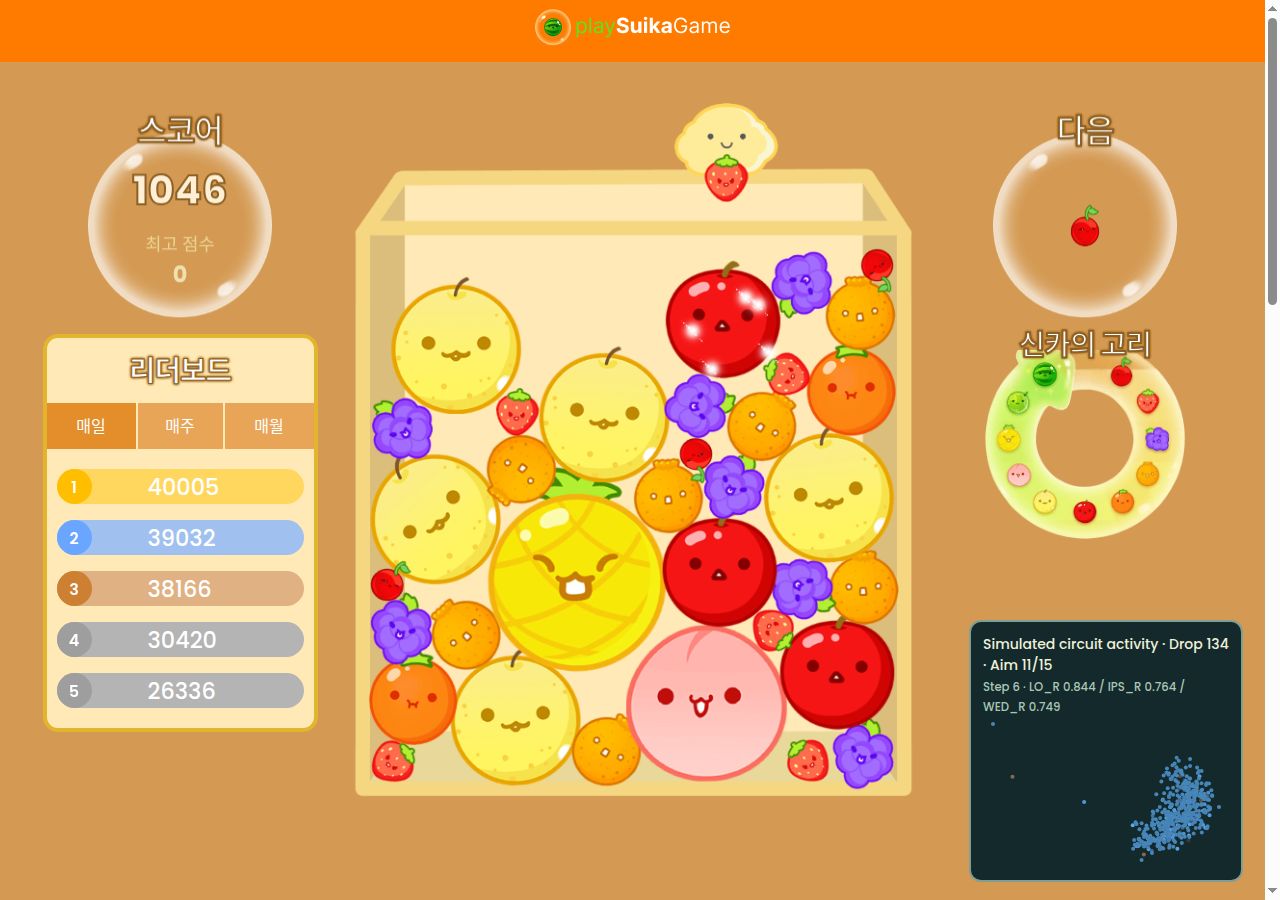 playSuikaGame
스코어
1046
최고 점수
0
다음
신카의 고리
리더보드
매일 매주 매월
1 40005
2 39032
3 38166
4 30420
5 26336
Simulated circuit activity · Drop 134
· Aim 11/15
Step 6 · LO_R 0.844 / IPS_R 0.764 /
WED_R 0.749